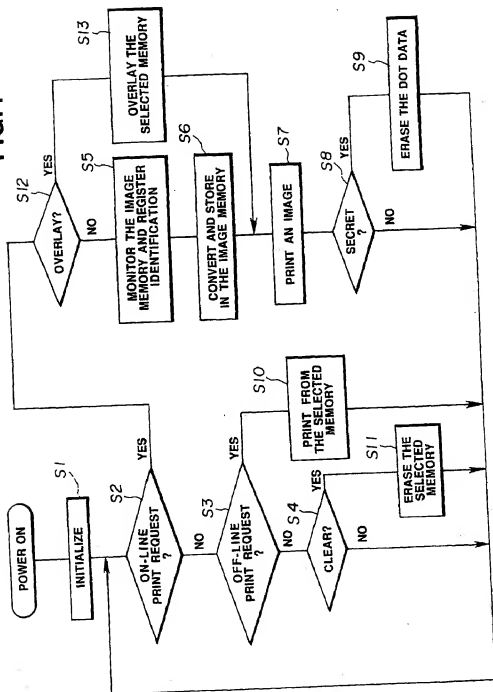 POWER ON
S1
INITIALIZE
S2
ON-LINE
PRINT REQUEST
?
YES
NO
S3
OFF-LINE
PRINT REQUEST
?
YES
NO
S4
CLEAR?
YES
NO
S10
PRINT FROM
THE SELECTED
MEMORY
S11
ERASE THE
SELECTED
MEMORY
S12
OVERLAY?
YES
NO
S13
OVERLAY THE
SELECTED MEMORY
S5
MONITOR THE IMAGE
MEMORY AND REGISTER
IDENTIFICATION
S6
CONVERT AND STORE
IN THE IMAGE MEMORY
S7
PRINT AN IMAGE
S8
SECRET
?
YES
NO
S9
ERASE THE DOT DATA